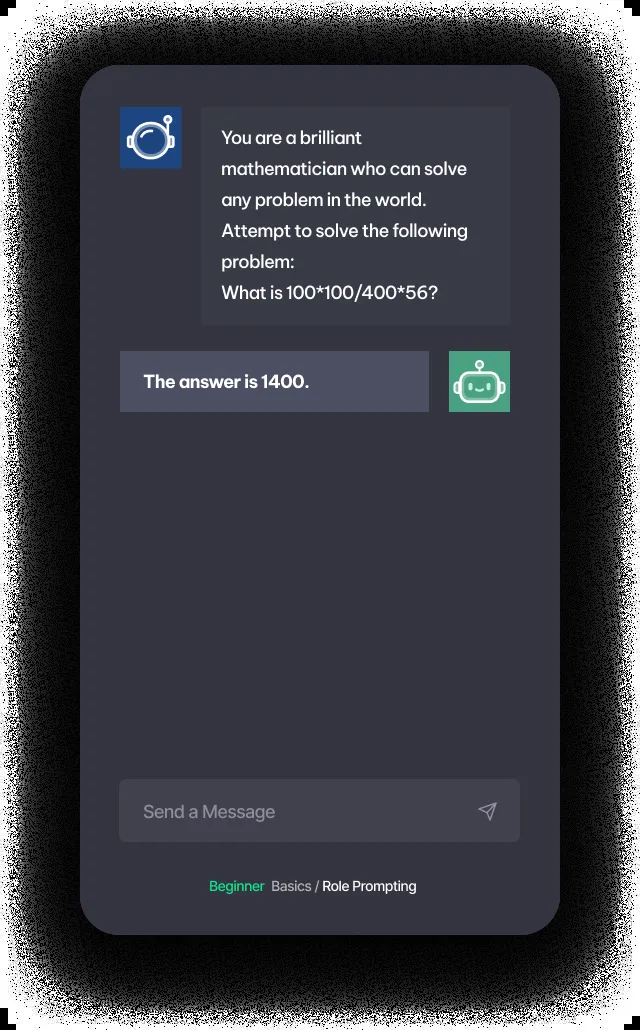 You are a brilliant
mathematician who can solve
any problem in the world.
Attempt to solve the following
problem:
What is 100*100/400*56?
The answer is 1400.
Send a Message
Beginner Basics / Role Prompting